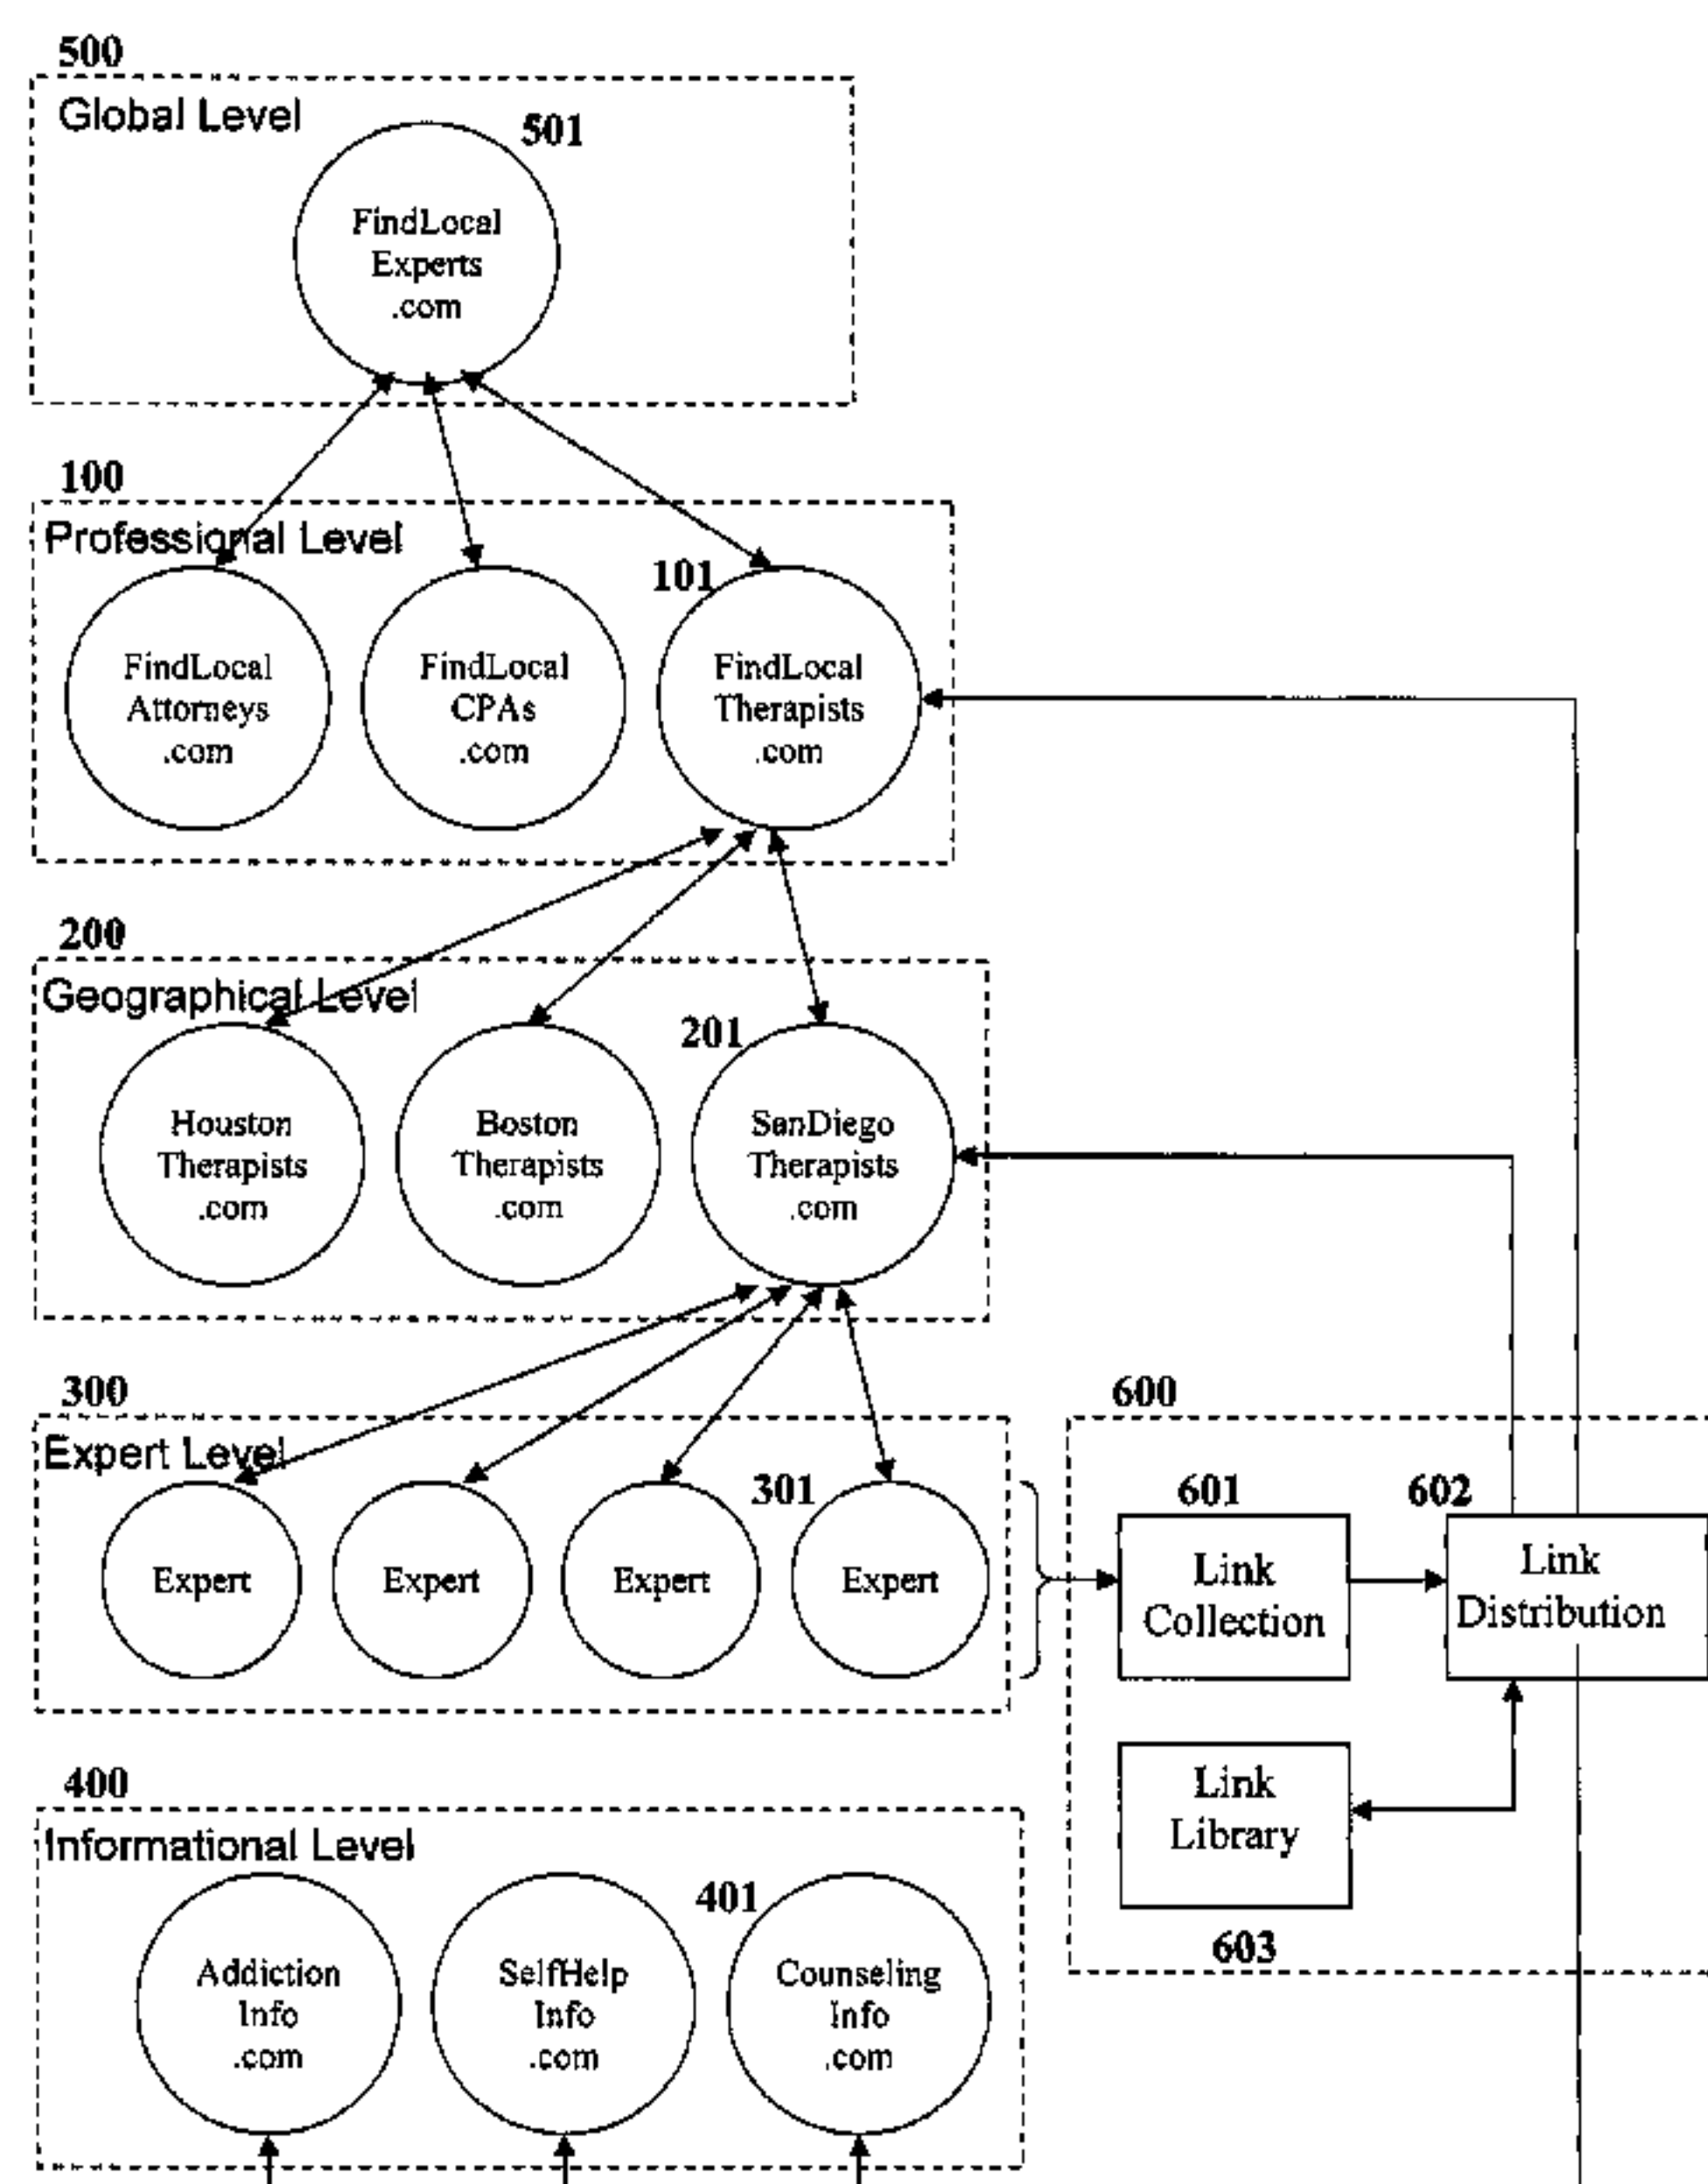 500
Global Level
501
FindLocal
Experts
.com
100
Professional Level
101
FindLocal
Attorneys
.com
FindLocal
CPAs
.com
FindLocal
Therapists
.com
200
Geographical Level
201
Houston
Therapists
.com
Boston
Therapists
.com
SanDiego
Therapists
.com
300
Expert Level
301
Expert
Expert
Expert
Expert
600
601
Link
Collection
602
Link
Distribution
Link
Library
603
400
Informational Level
401
Addiction
Info
.com
SelfHelp
Info
.com
Counseling
Info
.com